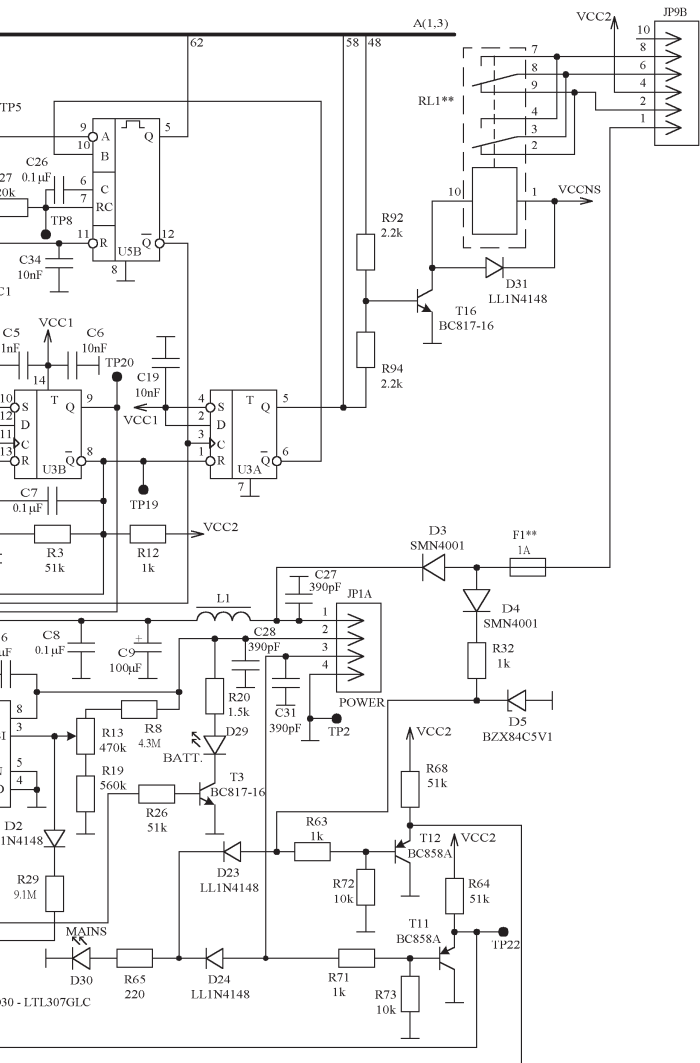 A(1,3)
JP9B
VCC2
62
58
48
10
8
6
4
2
1
7
8
9
RL1**
4
3
2
10
1
VCCNS
TP5
9
A
Q
5
10
B
C26
0.1µF
6
C
7
RC
27
20k
TP8
11
R
Q
12
U5B
8
C34
10nF
C1
R92
2.2k
D31
LL1N4148
T16
BC817-16
R94
2.2k
C5
1nF
VCC1
C6
10nF
14
TP20
C19
10nF
VCC1
10
S
T
Q
9
12
D
11
C
13
R
Q
8
U3B
4
S
T
Q
5
2
D
3
C
1
R
Q
6
U3A
7
C7
0.1µF
TP19
R3
51k
R12
1k
VCC2
D3
SMN4001
F1**
1A
D4
SMN4001
R32
1k
D5
BZX84C5V1
L1
C27
390pF
JP1A
1
2
3
4
POWER
TP2
6
µF
C8
0.1µF
C9
+
100µF
C28
390pF
C31
390pF
8
3
5
4
R13
470k
R8
4.3M
R20
1.5k
D29
BATT.
R19
560k
T3
BC817-16
R26
51k
D2
1N4148
R29
9.1M
VCC2
R68
51k
R63
1k
T12
BC858A
VCC2
D23
LL1N4148
R72
10k
R64
51k
T11
BC858A
TP22
MAINS
D30
R65
220
D24
LL1N4148
R71
1k
R73
10k
D30 - LTL307GLC